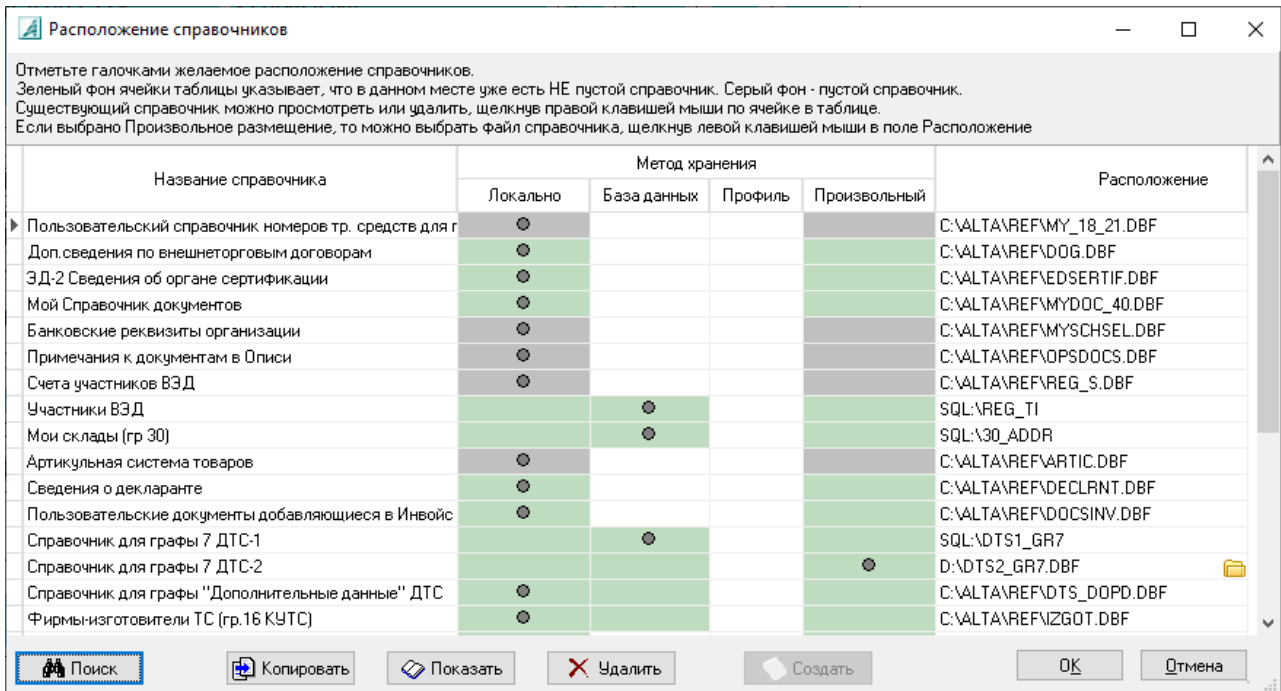 Расположение справочников
Отметьте галочками желаемое расположение справочников.
Зеленый фон ячейки таблицы указывает, что в данном месте уже есть НЕ пустой справочник. Серый фон - пустой справочник.
Существующий справочник можно просмотреть или удалить, щелкнув правой клавишей мыши по ячейке в таблице.
Если выбрано Произвольное размещение, то можно выбрать файл справочника, щелкнув левой клавишей мыши в поле Расположение
Название справочника Метод хранения Расположение
Локально База данных Профиль Произвольный
Пользовательский справочник номеров тр. средств для г C:\ALTA\REF\MY_18_21.DBF
Доп.сведения по внешнеторговым договорам C:\ALTA\REF\DOG.DBF
ЭД-2 Сведения об органе сертификации C:\ALTA\REF\EDSERTIF.DBF
Мой Справочник документов C:\ALTA\REF\MYDOC_40.DBF
Банковские реквизиты организации C:\ALTA\REF\MYSCHSEL.DBF
Примечания к документам в Описи C:\ALTA\REF\OPSDOCS.DBF
Счета участников ВЭД C:\ALTA\REF\REG_S.DBF
Участники ВЭД SQL:\REG_TI
Мои склады (гр 30) SQL:\30_ADDR
Артикульная система товаров C:\ALTA\REF\ARTIC.DBF
Сведения о декларанте C:\ALTA\REF\DECLRNT.DBF
Пользовательские документы добавляющиеся в Инвойс C:\ALTA\REF\DOCSINV.DBF
Справочник для графы 7 ДТС-1 SQL:\DTS1_GR7
Справочник для графы 7 ДТС-2 D:\DTS2_GR7.DBF
Справочник для графы "Дополнительные данные" ДТС C:\ALTA\REF\DTS_DOPD.DBF
Фирмы-изготовители ТС (гр.16 КУТС) C:\ALTA\REF\IZGOT.DBF
Поиск Копировать Показать Удалить Создать OK Отмена